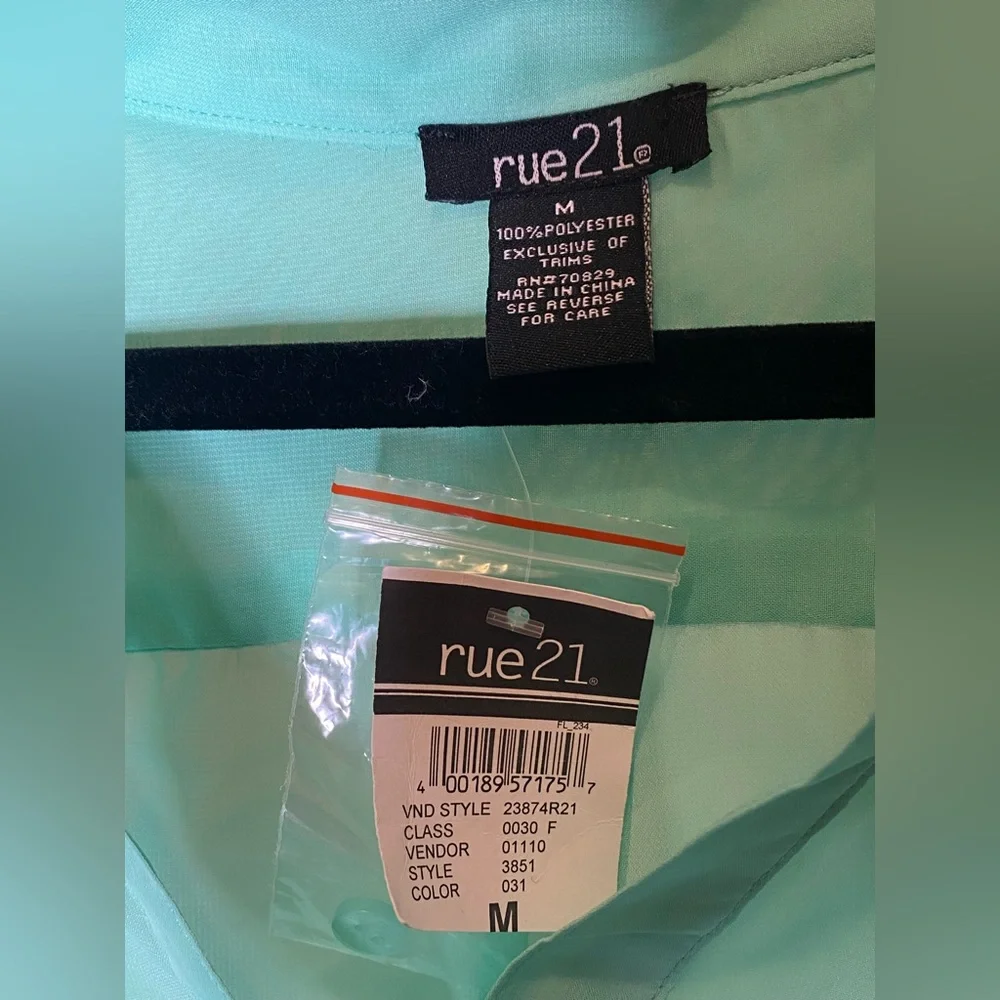 rue21®
M
100%POLYESTER
EXCLUSIVE OF
TRIMS
RN#70829
MADE IN CHINA
SEE REVERSE
FOR CARE
rue21®
FL_234
4 00189 57175 7
VND STYLE 23874R21
CLASS 0030 F
VENDOR 01110
STYLE 3851
COLOR 031
M